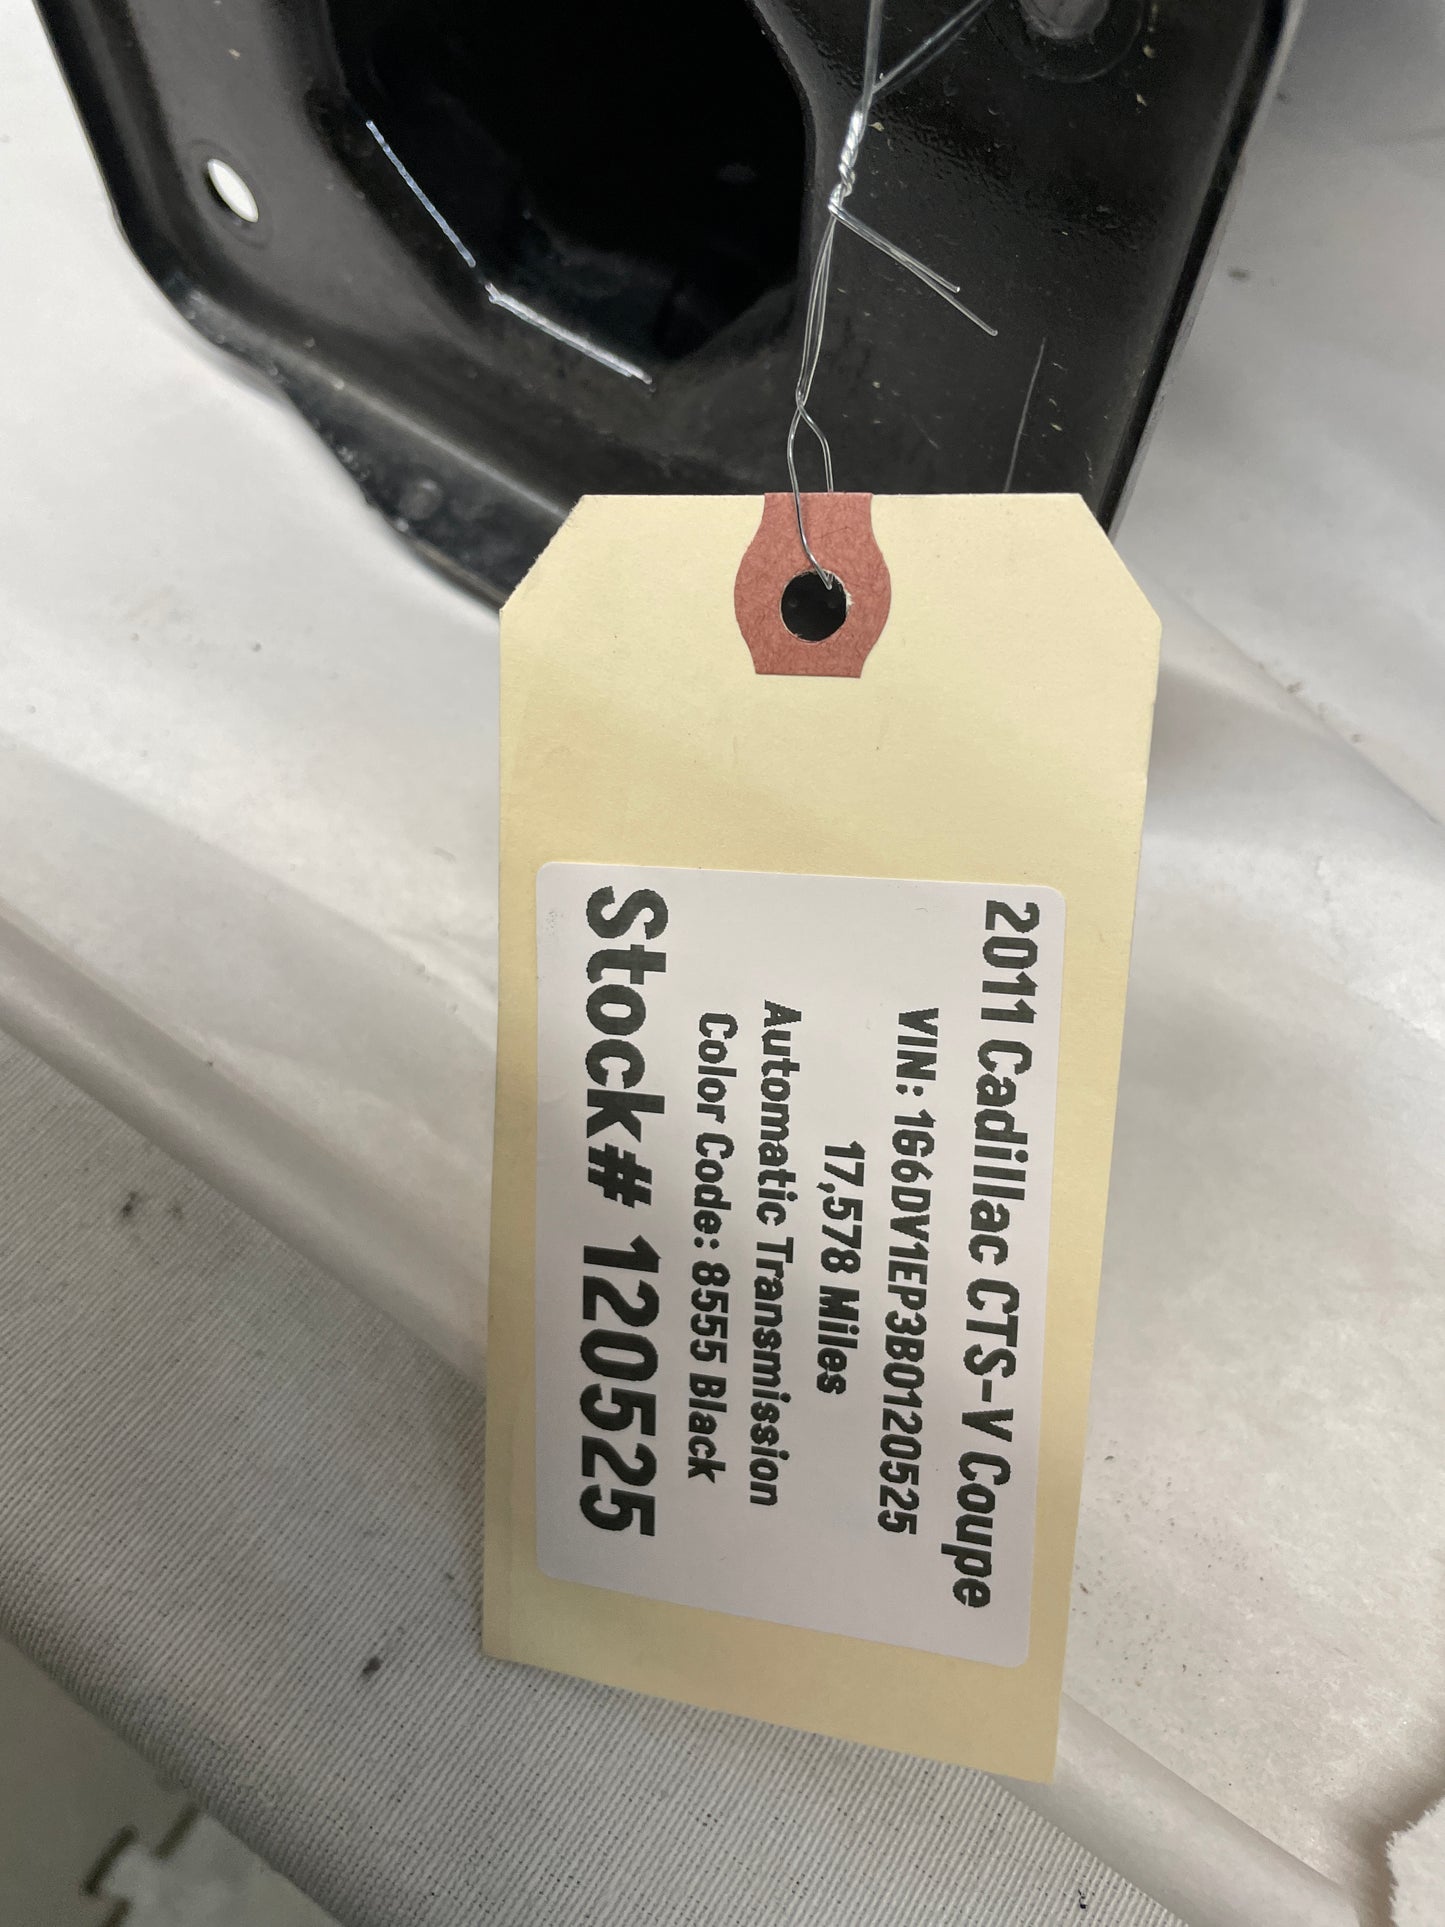 2011 Cadillac CTS-V Coupe
VIN: 1G6DV1EP3B0120525
17,578 Miles
Automatic Transmission
Color Code: 8555 Black
Stock# 120525